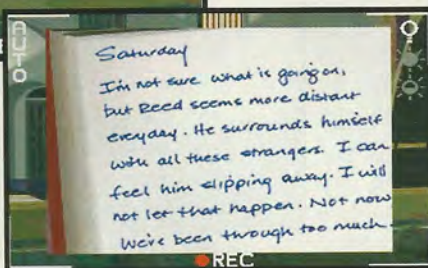 AUTO
Saturday
I'm not sure what is going on,
but Reed seems more distant
everyday. He surrounds himself
with all these strangers. I can
feel him slipping away. I will
not let that happen. Not now
we've been through too much.
REC